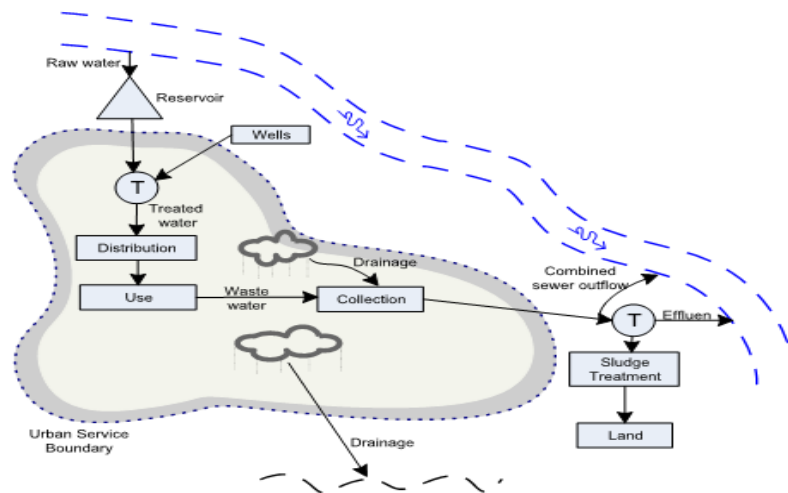 Raw water
Reservoir
Wells
T
Treated
water
Distribution
Drainage
Use
Waste
water
Collection
Combined
sewer outflow
T
Effluen
Sludge
Treatment
Land
Urban Service
Boundary
Drainage